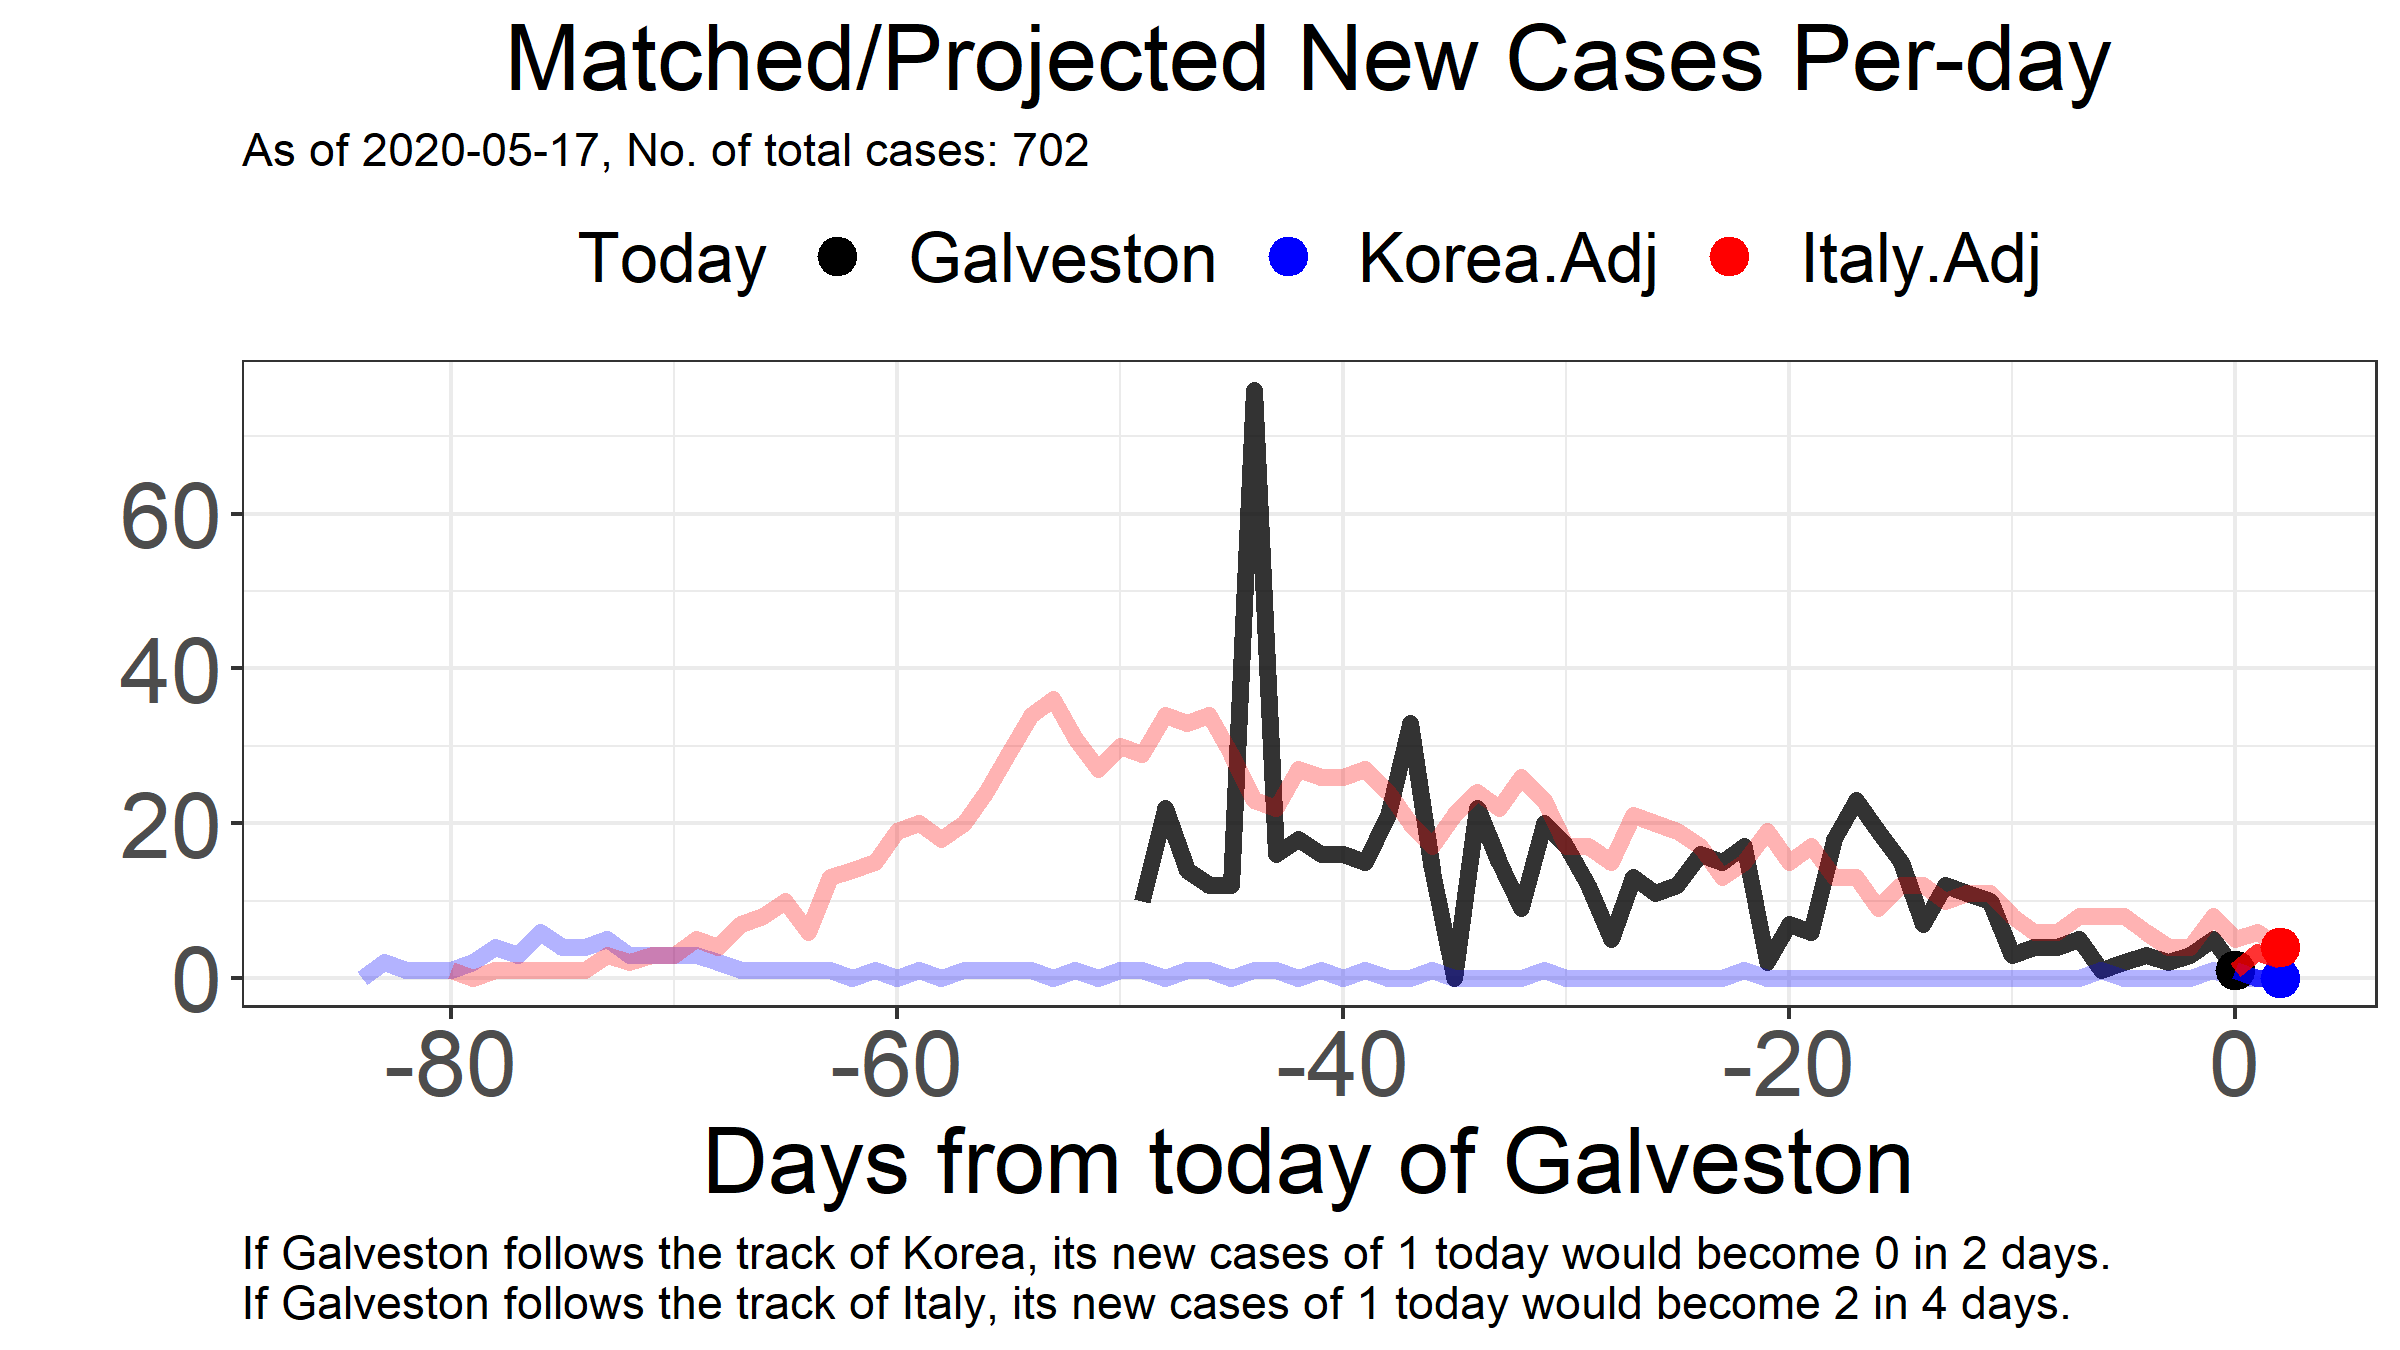 Matched/Projected New Cases Per-day
As of 2020-05-17, No. of total cases: 702
Today Galveston Korea.Adj Italy.Adj
60
40
20
0
-80 -60 -40 -20 0
Days from today of Galveston
If Galveston follows the track of Korea, its new cases of 1 today would become 0 in 2 days.
If Galveston follows the track of Italy, its new cases of 1 today would become 2 in 4 days.